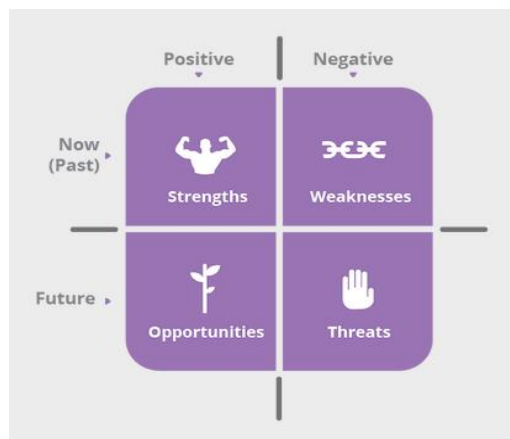 Positive
Negative
Now
(Past)
Strengths
Weaknesses
Future
Opportunities
Threats